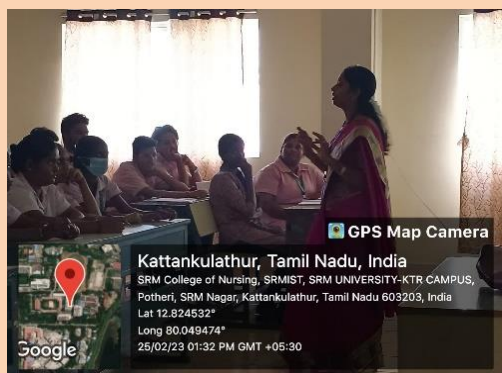 GPS Map Camera
Kattankulathur, Tamil Nadu, India
SRM College of Nursing, SRMIST, SRM UNIVERSITY-KTR CAMPUS,
Potheri, SRM Nagar, Kattankulathur, Tamil Nadu 603203, India
Lat 12.824532°
Long 80.049474°
25/02/23 01:32 PM GMT +05:30
Google